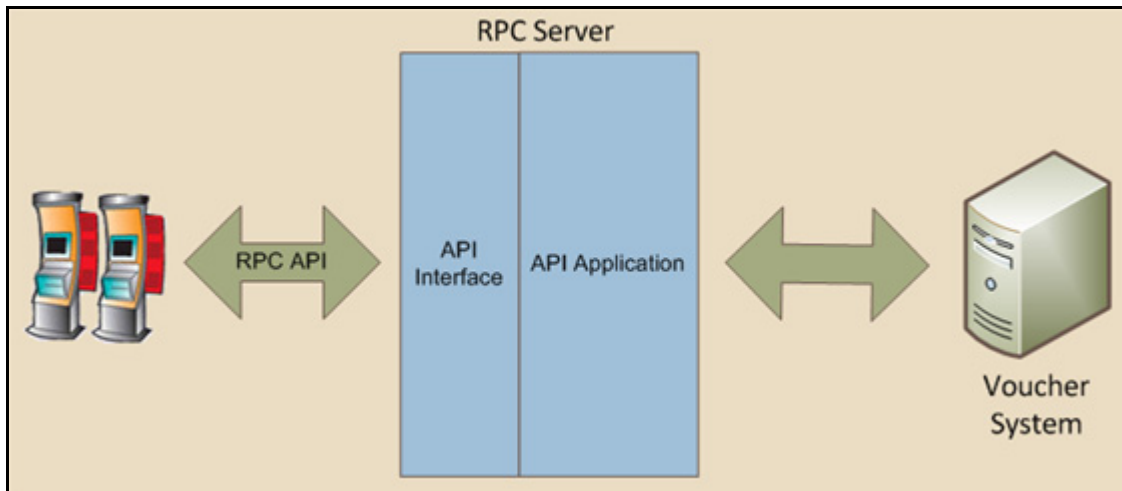 RPC Server
RPC API
API
Interface
API Application
Voucher
System